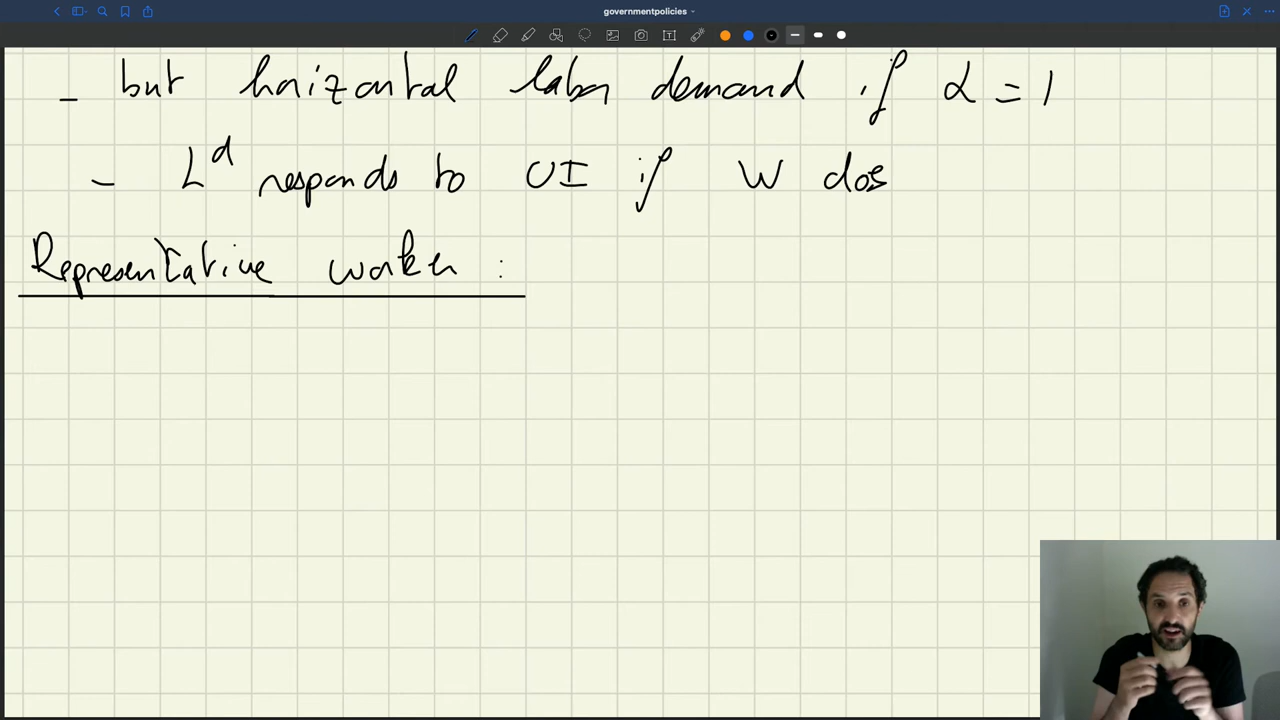 governmentpolicies
- but horizontal labor demand if α = 1
- L^d responds to UI if W does
Representative worker :